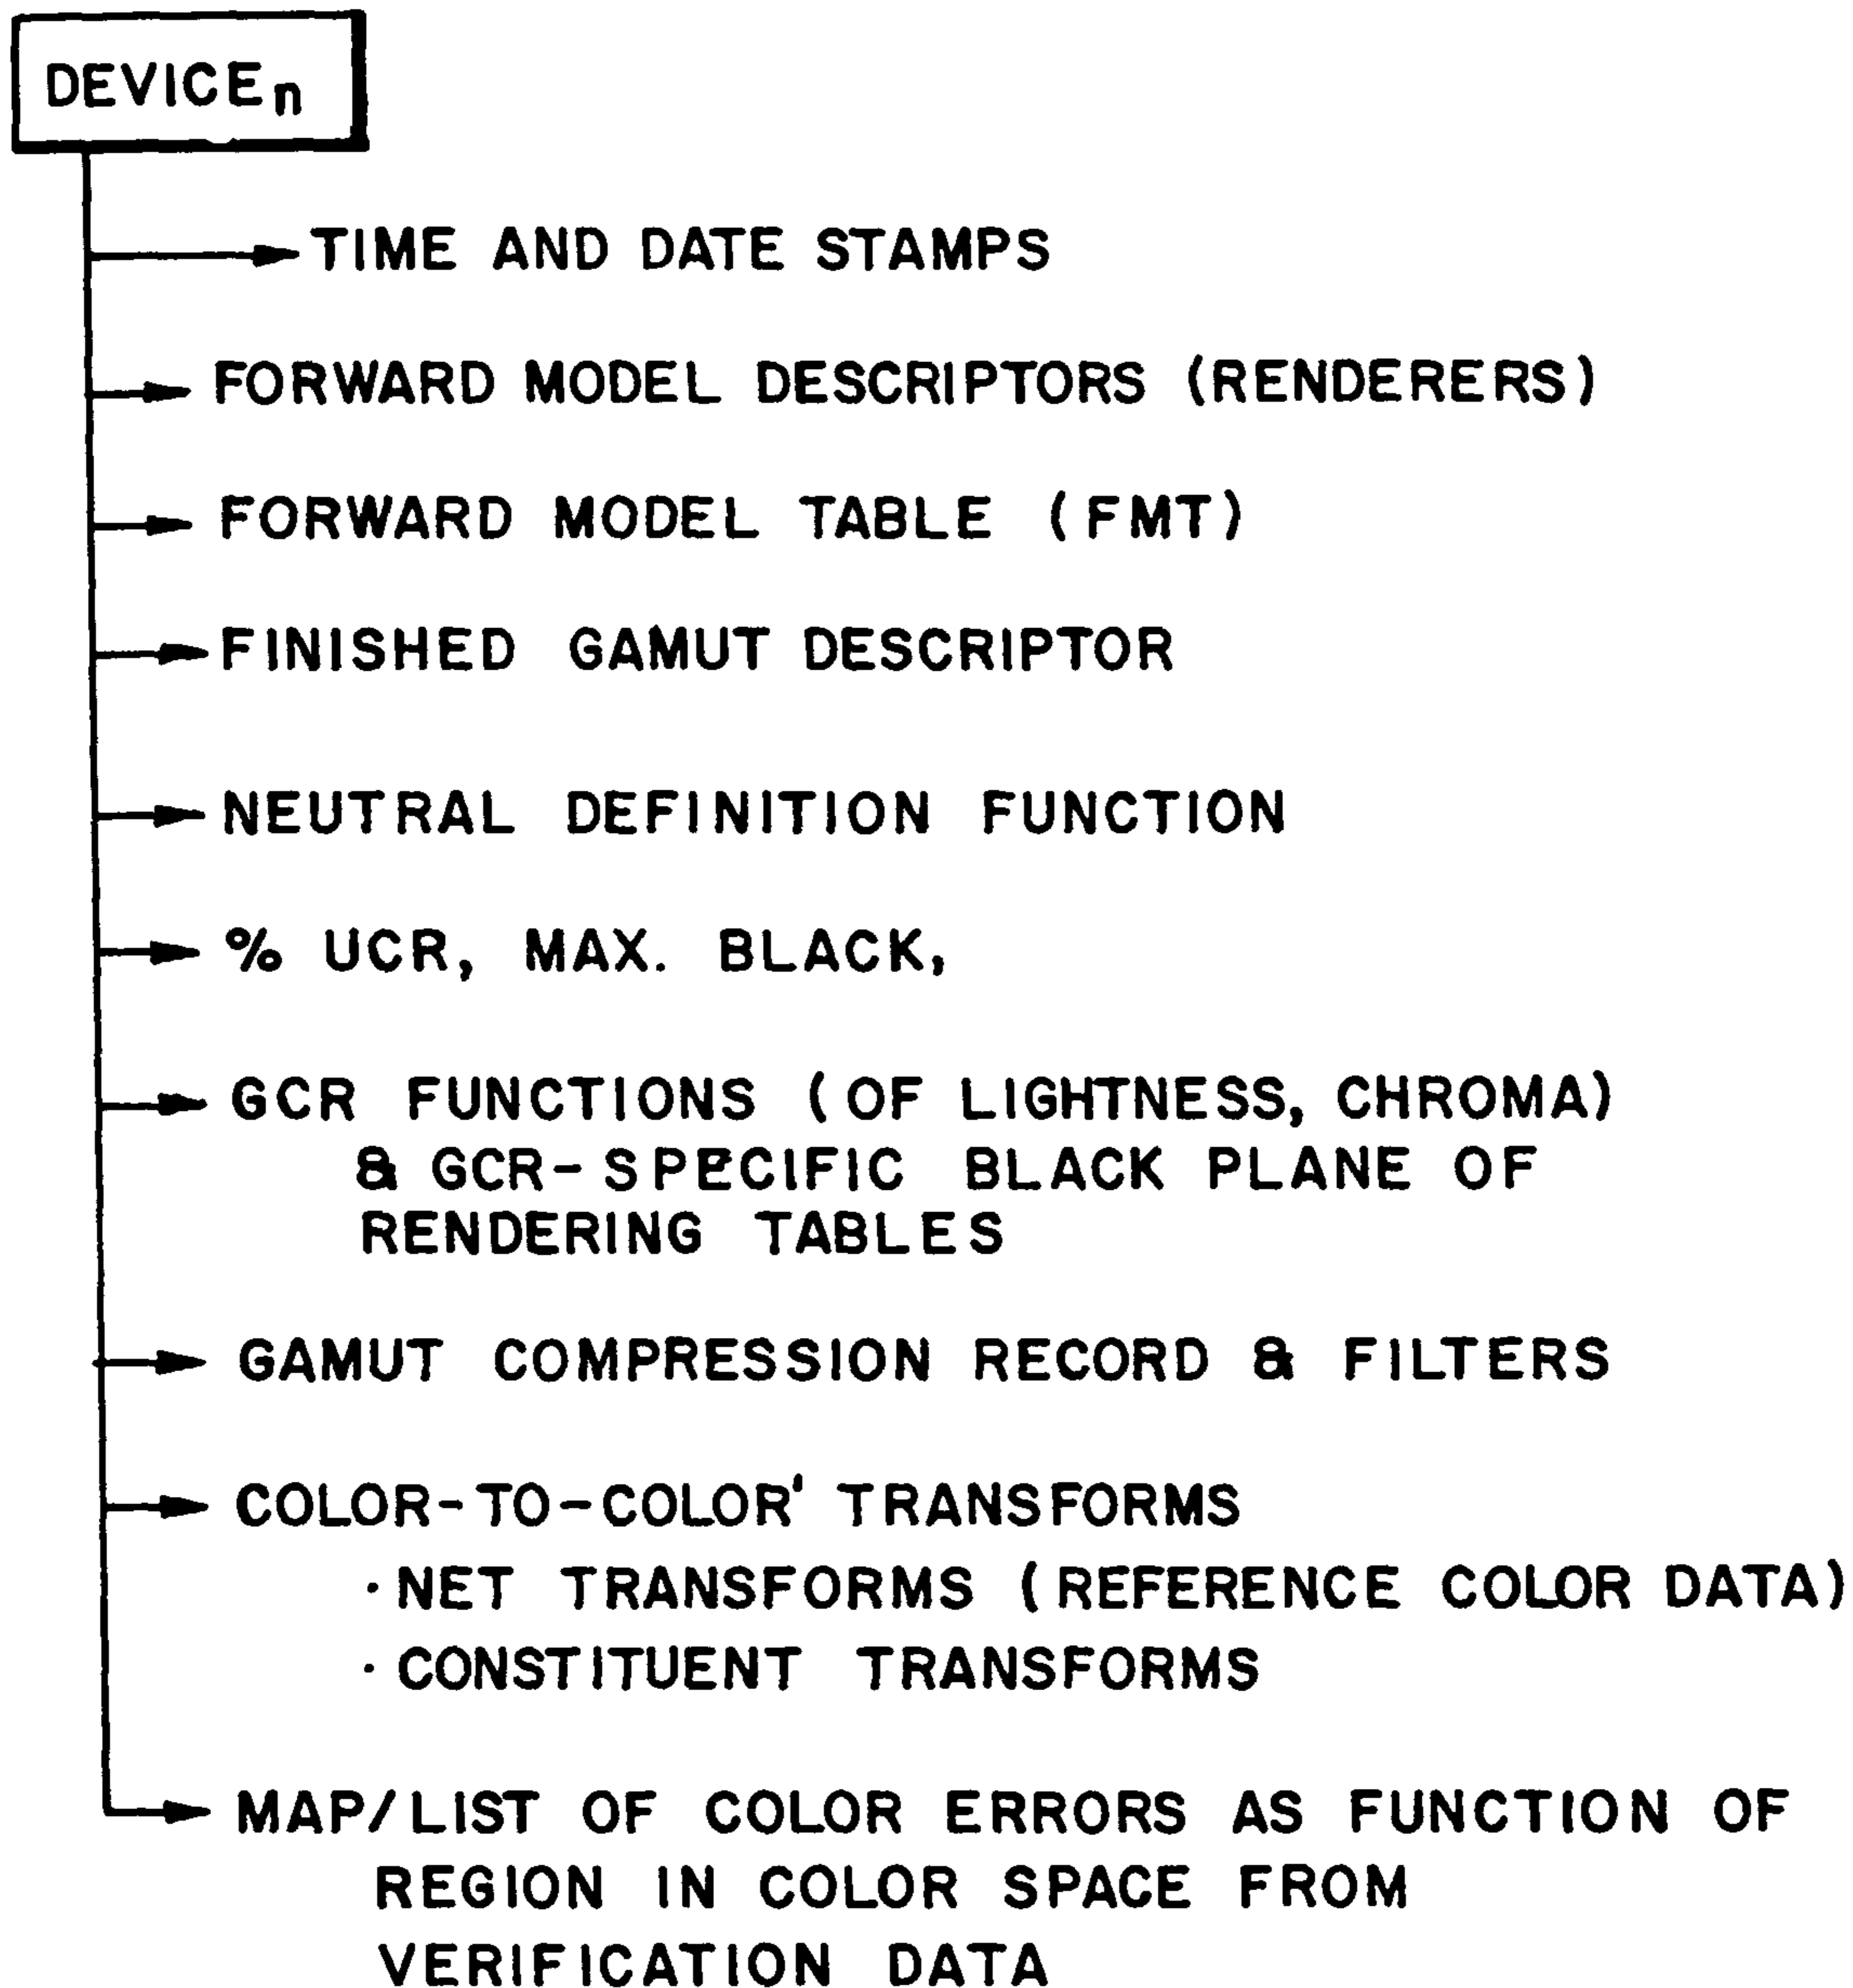 DEVICEn
TIME AND DATE STAMPS
FORWARD MODEL DESCRIPTORS (RENDERERS)
FORWARD MODEL TABLE (FMT)
FINISHED GAMUT DESCRIPTOR
NEUTRAL DEFINITION FUNCTION
% UCR, MAX. BLACK,
GCR FUNCTIONS (OF LIGHTNESS, CHROMA)
& GCR-SPECIFIC BLACK PLANE OF
RENDERING TABLES
GAMUT COMPRESSION RECORD & FILTERS
COLOR-TO-COLOR' TRANSFORMS
· NET TRANSFORMS (REFERENCE COLOR DATA)
· CONSTITUENT TRANSFORMS
MAP/LIST OF COLOR ERRORS AS FUNCTION OF
REGION IN COLOR SPACE FROM
VERIFICATION DATA